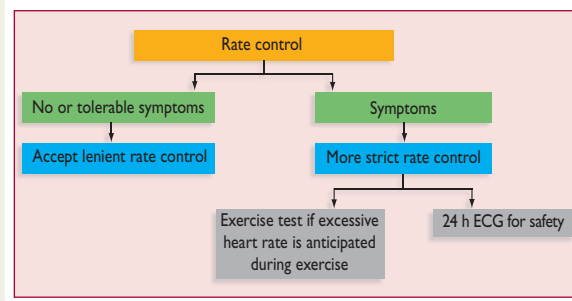 Rate control
No or tolerable symptoms
Symptoms
Accept lenient rate control
More strict rate control
Exercise test if excessive
heart rate is anticipated
during exercise
24 h ECG for safety